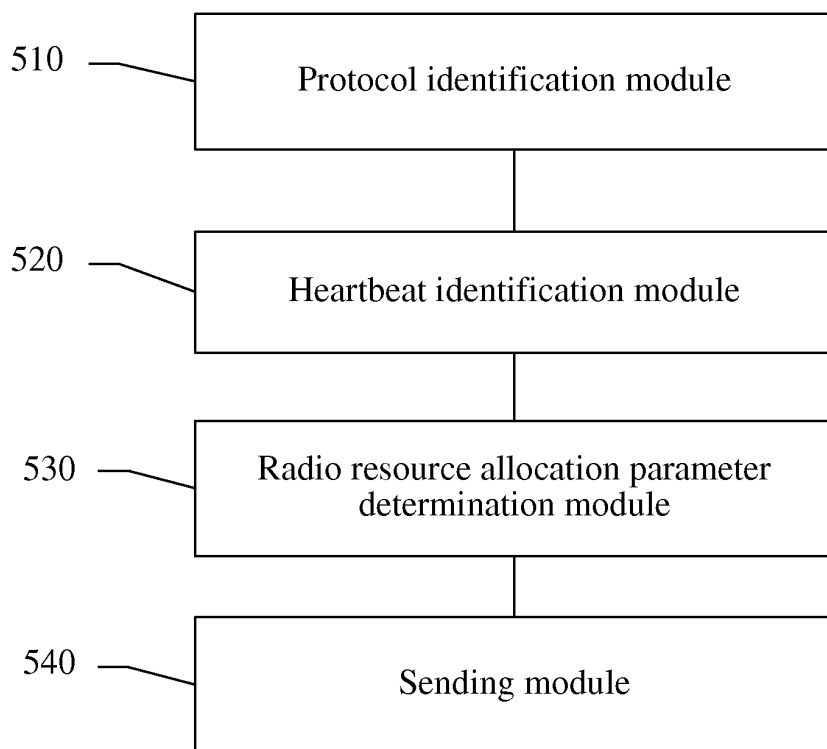 510
Protocol identification module
520
Heartbeat identification module
530
Radio resource allocation parameter
determination module
540
Sending module